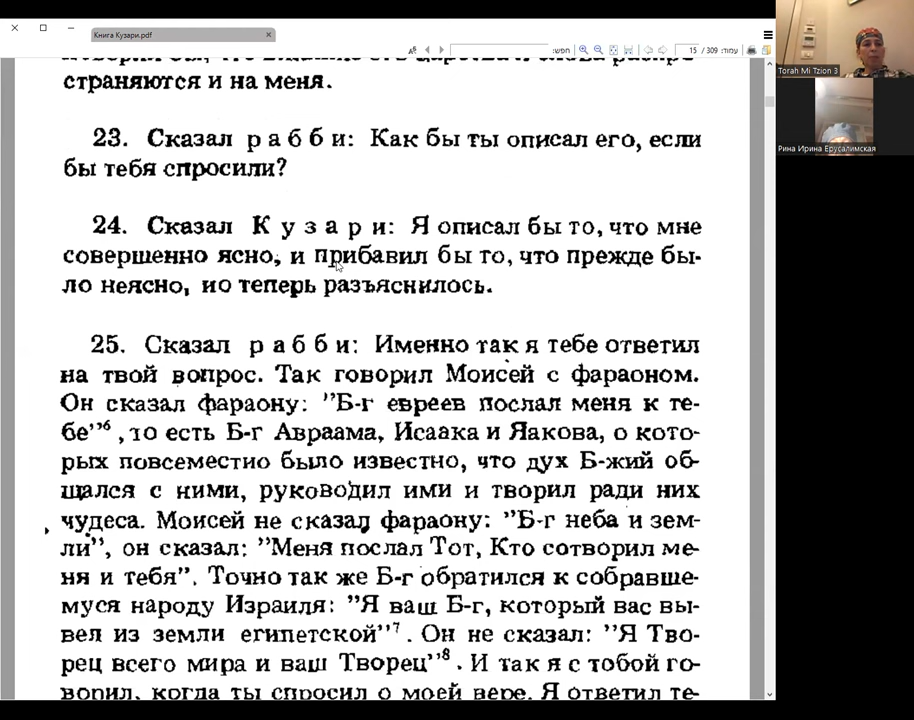 Книга Кузари.pdf
חיפוש:
עמוד: 15 / 309
страняются и на меня.
23. Сказал рабби: Как бы ты описал его, если
бы тебя спросили?
24. Сказал Кузари: Я описал бы то, что мне
совершенно ясно, и прибавил бы то, что прежде бы-
ло неясно, ио теперь разъяснилось.
25. Сказал рабби: Именно так я тебе ответил
на твой вопрос. Так говорил Моисей с фараоном.
Он сказал фараону: "Б-г евреев послал меня к те-
бе"⁶, то есть Б-г Авраама, Исаака и Яакова, о кото-
рых повсеместно было известно, что дух Б-жий об-
щался с ними, руководил ими и творил ради них
чудеса. Моисей не сказал фараону: "Б-г неба и зем-
ли", он сказал: "Меня послал Тот, Кто сотворил ме-
ня и тебя". Точно так же Б-г обратился к собравше-
муся народу Израиля: "Я ваш Б-г, который вас вы-
вел из земли египетской"⁷. Он не сказал: "Я Тво-
рец всего мира и ваш Творец"⁸. И так я с тобой го-
ворил, когда ты спросил о моей вере. Я ответил те-
Torah Mi Tzion 3
Рина Ирина Ерусалимская